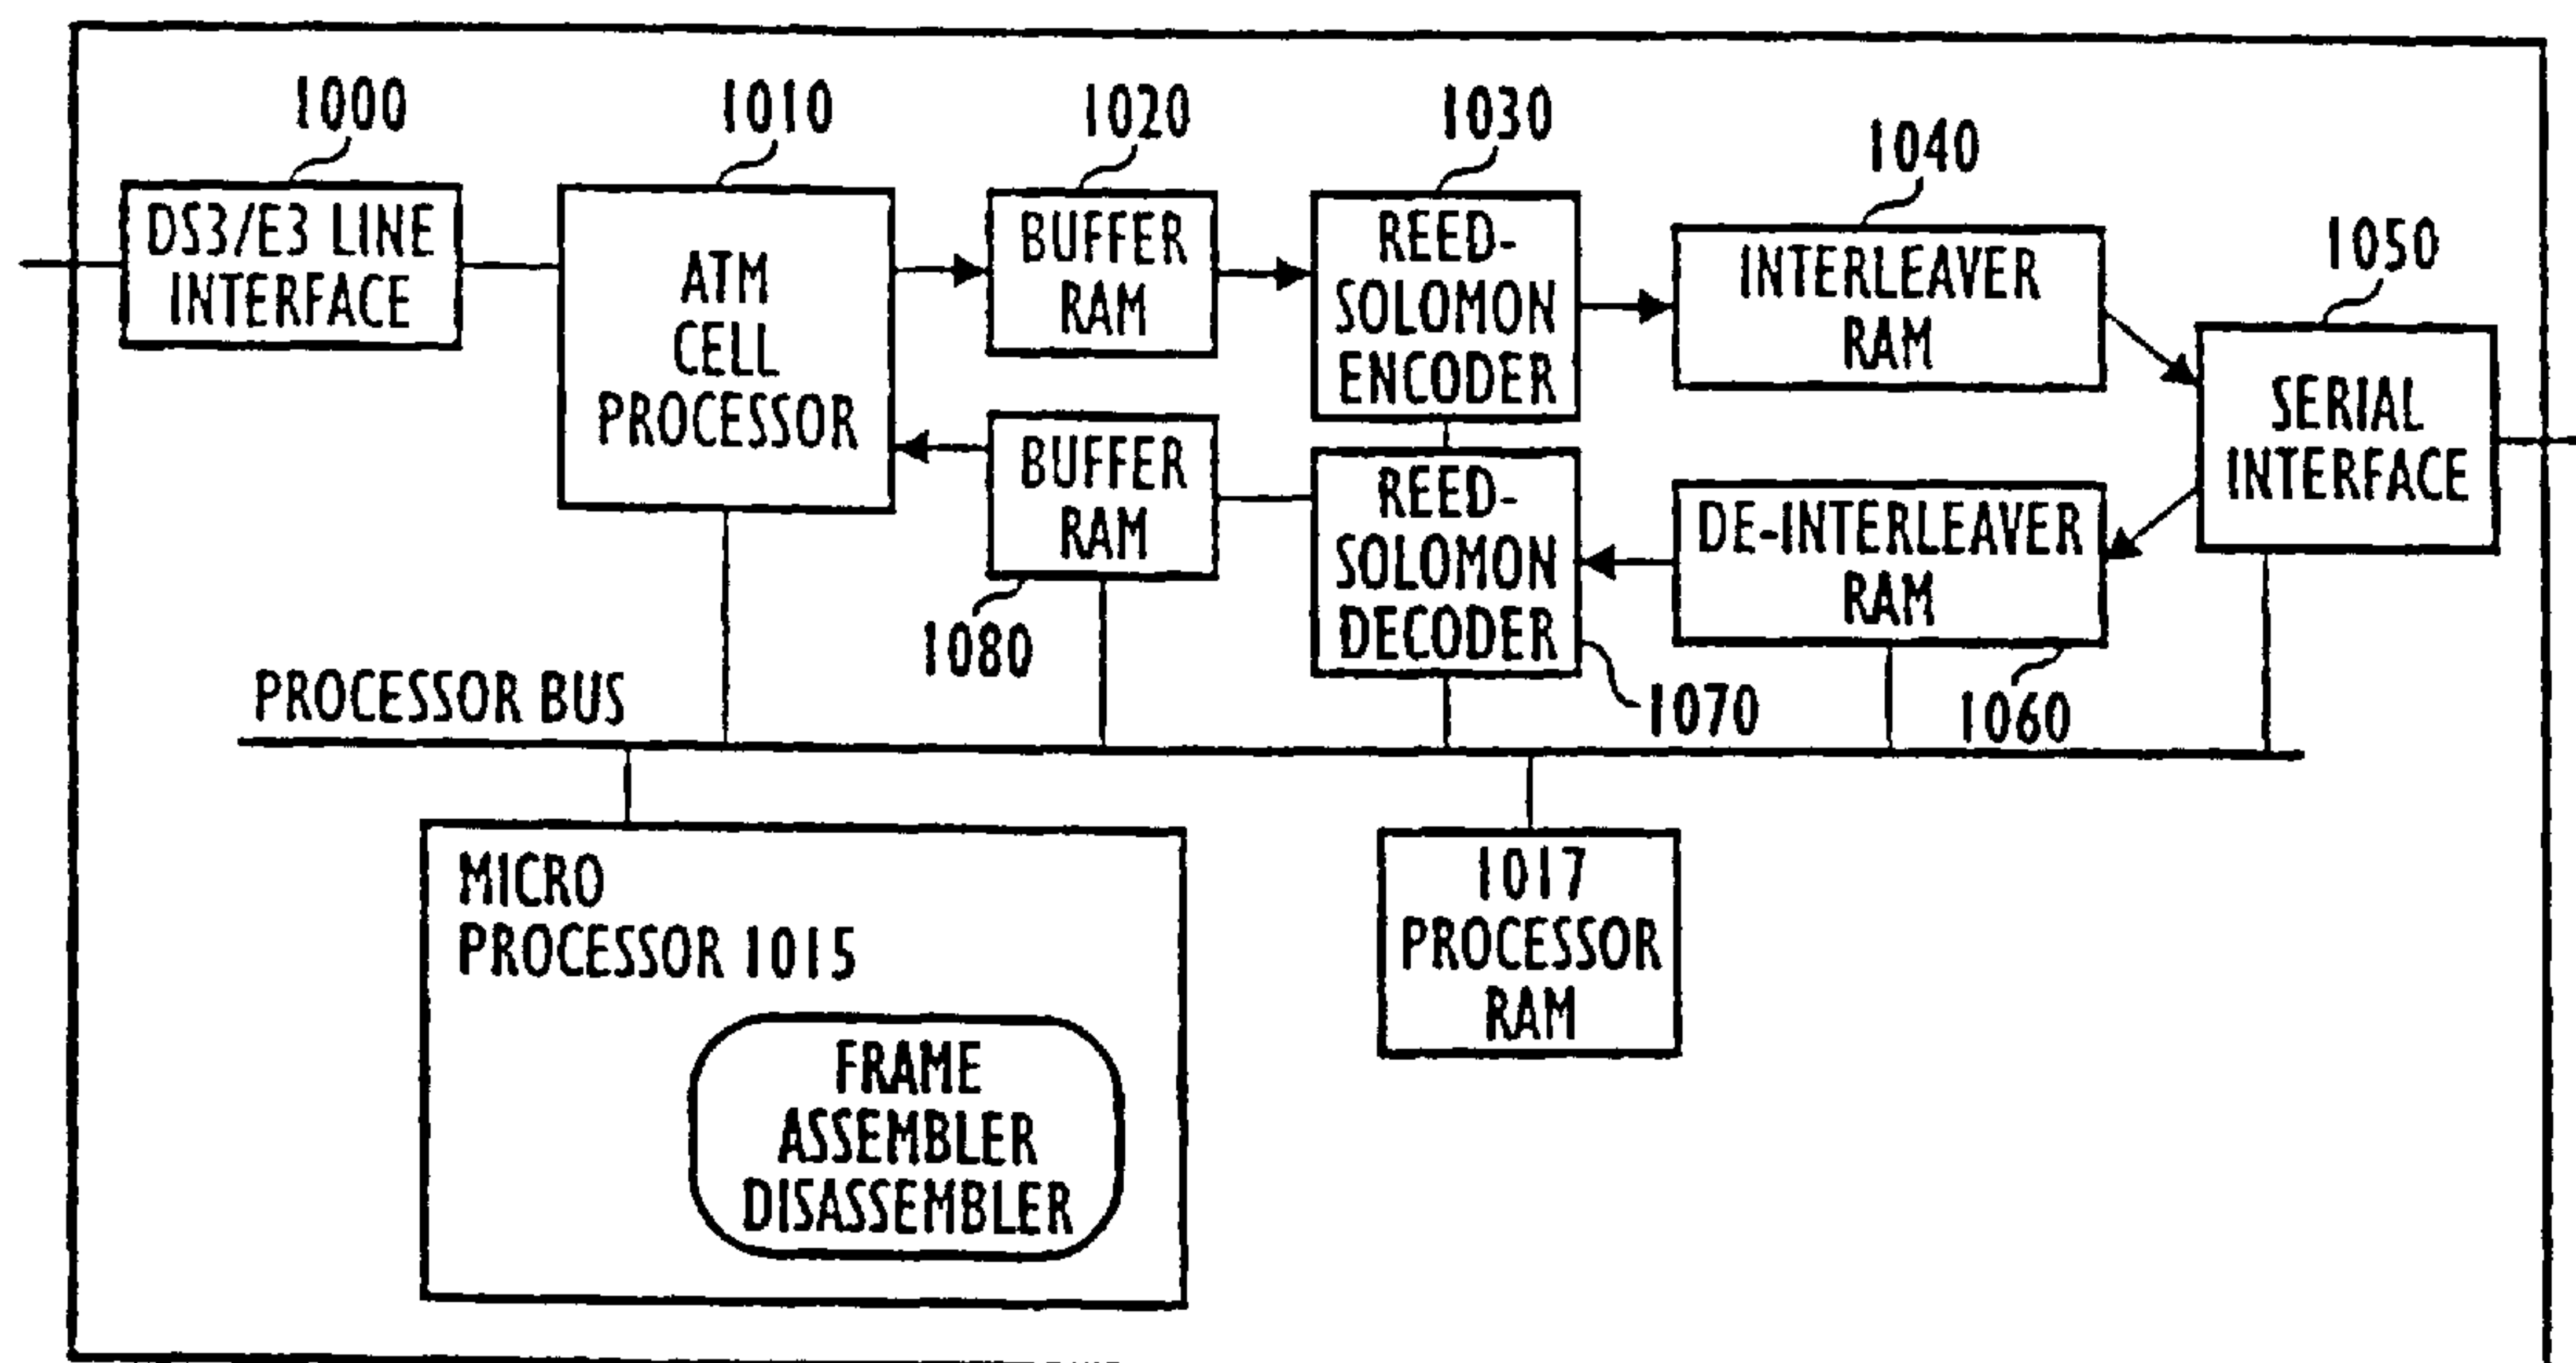 1000
1010
1020
1030
1040
1050
DS3/E3 LINE
INTERFACE
ATM
CELL
PROCESSOR
BUFFER
RAM
REED-
SOLOMON
ENCODER
INTERLEAVER
RAM
SERIAL
INTERFACE
BUFFER
RAM
REED-
SOLOMON
DECODER
DE-INTERLEAVER
RAM
1080
1070
1060
PROCESSOR BUS
MICRO
PROCESSOR 1015
FRAME
ASSEMBLER
DISASSEMBLER
1017
PROCESSOR
RAM